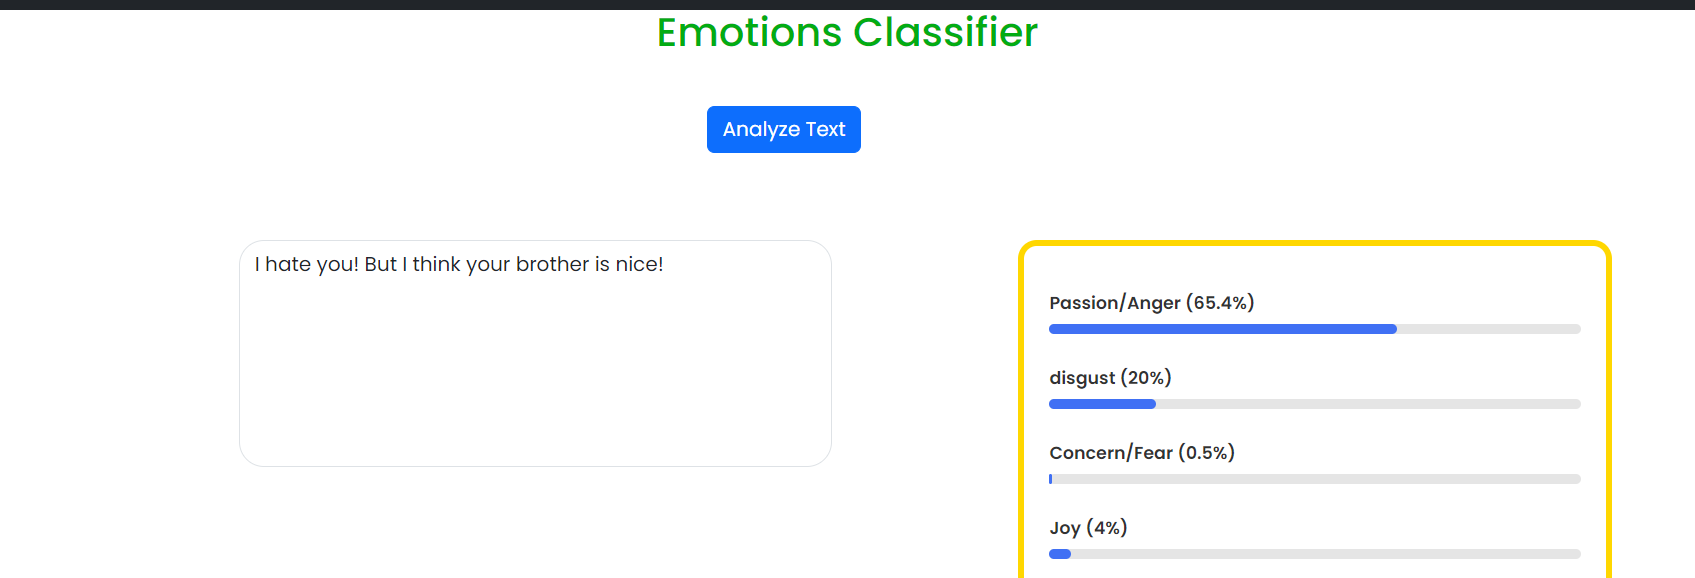 Emotions Classifier
Analyze Text
I hate you! But I think your brother is nice!
Passion/Anger (65.4%)
disgust (20%)
Concern/Fear (0.5%)
Joy (4%)